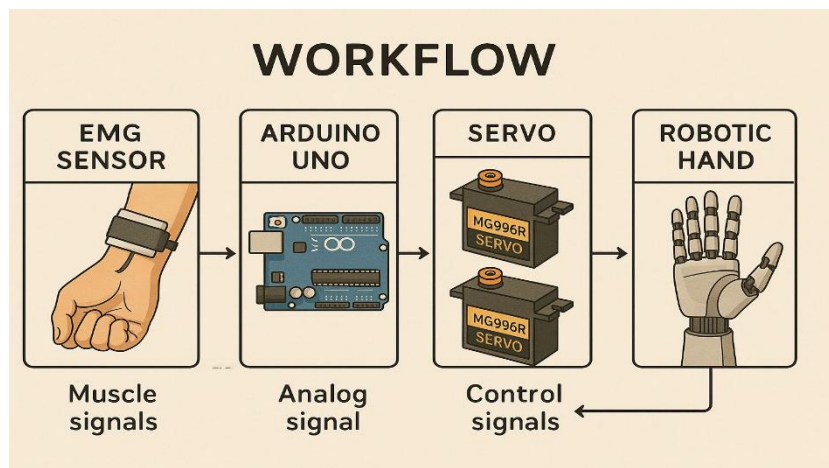 WORKFLOW
EMG
SENSOR
ARDUINO
UNO
SERVO
ROBOTIC
HAND
MG996R
SERVO
MG996R
SERVO
Muscle
signals
Analog
signal
Control
signals